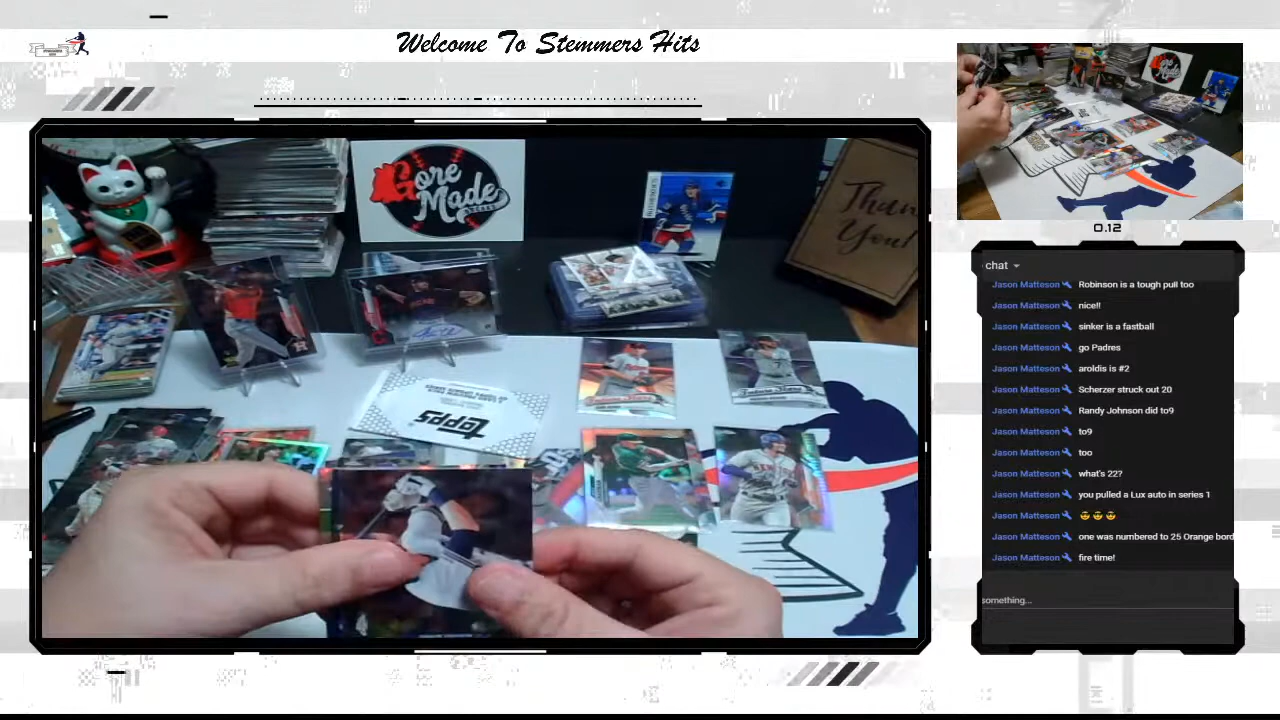 Welcome To Stemmers Hits
Gore
Made
Thank
You!
topps
NEW YORK
0.12
chat
Jason Matteson Robinson is a tough pull too
Jason Matteson nice!!
Jason Matteson sinker is a fastball
Jason Matteson go Padres
Jason Matteson aroldis is #2
Jason Matteson Scherzer struck out 20
Jason Matteson Randy Johnson did to9
Jason Matteson to9
Jason Matteson too
Jason Matteson what's 22?
Jason Matteson you pulled a Lux auto in series 1
Jason Matteson 😎 😎 😎
Jason Matteson one was numbered to 25 Orange bord
Jason Matteson fire time!
something...